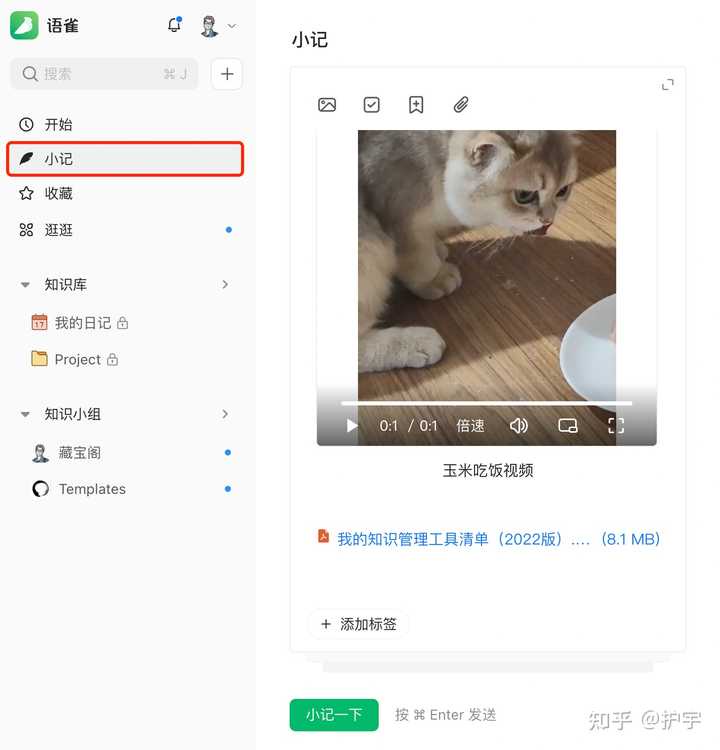 语雀
搜索 ⌘ J
开始
小记
收藏
逛逛
知识库
17
我的日记
Project
知识小组
藏宝阁
Templates
小记
0:1 / 0:1 倍速
玉米吃饭视频
我的知识管理工具清单（2022版）.... (8.1 MB)
+ 添加标签
小记一下 按 ⌘ Enter 发送
知乎 @护宇